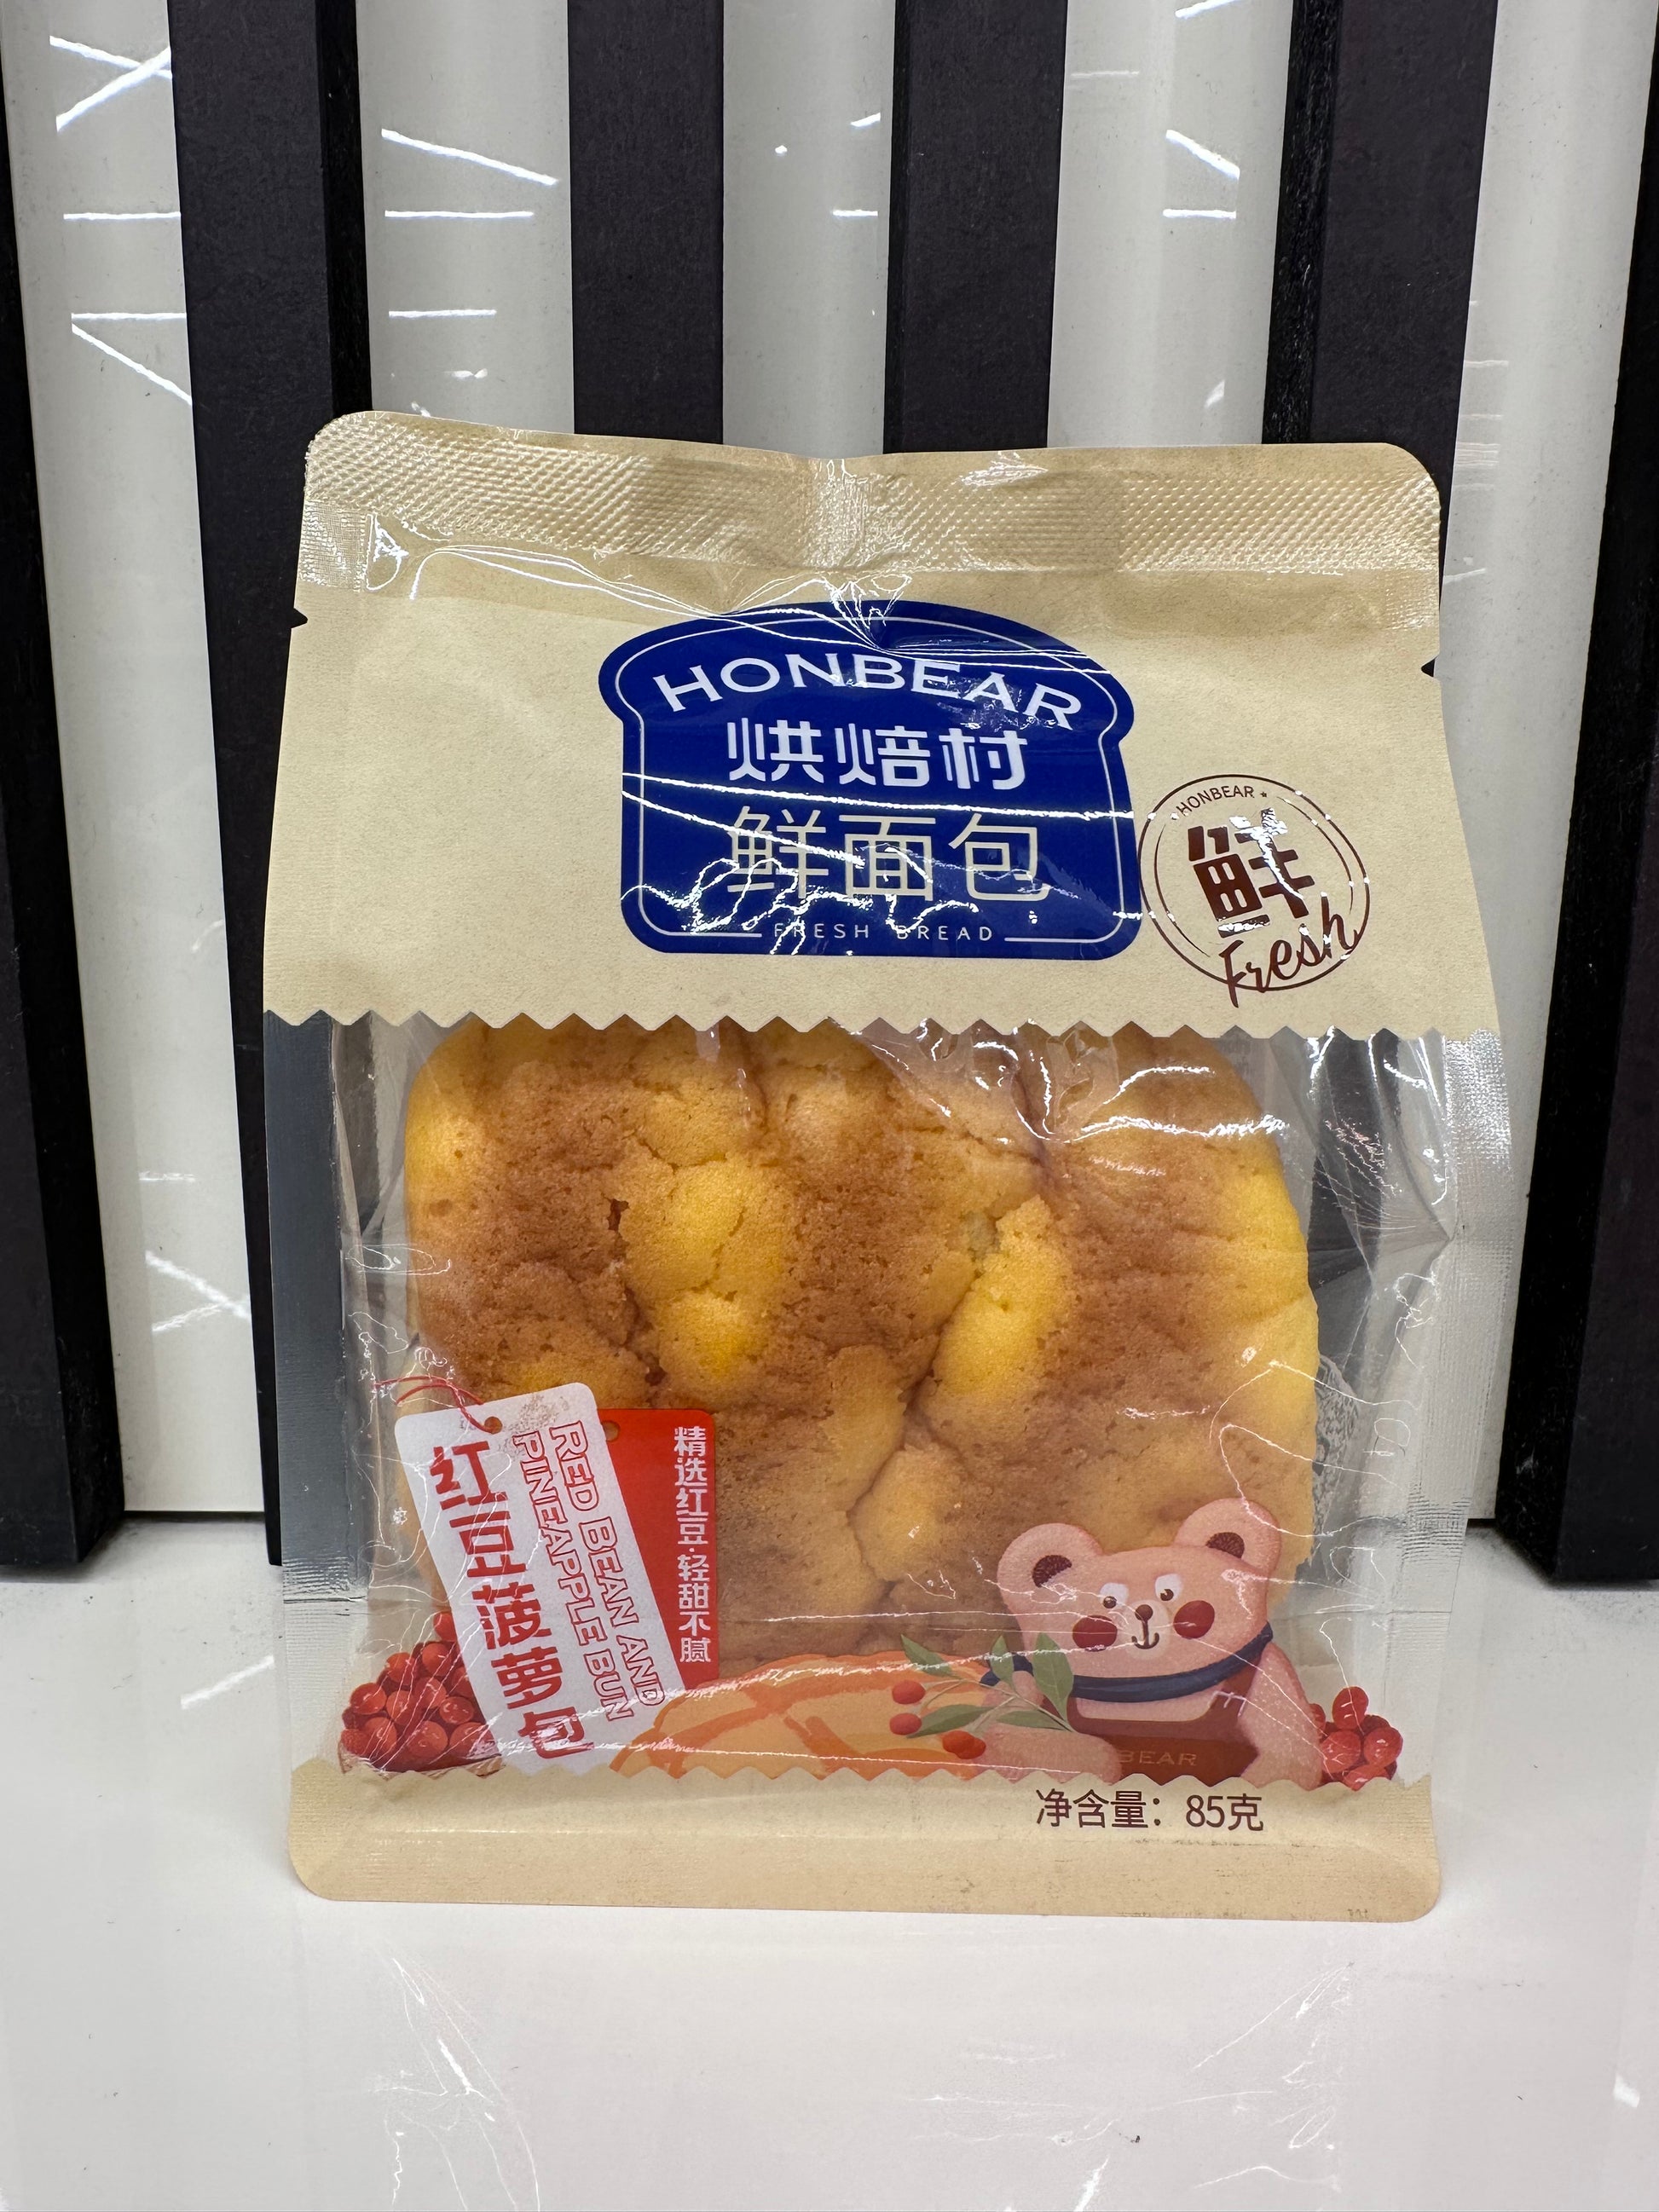 HONBEAR
烘焙村
鲜面包
FRESH BREAD
HONBEAR
鲜
Fresh
红豆菠萝包
RED BEAN AND
PINEAPPLE BUN
精选红豆·轻甜不腻
BEAR
净含量：85克